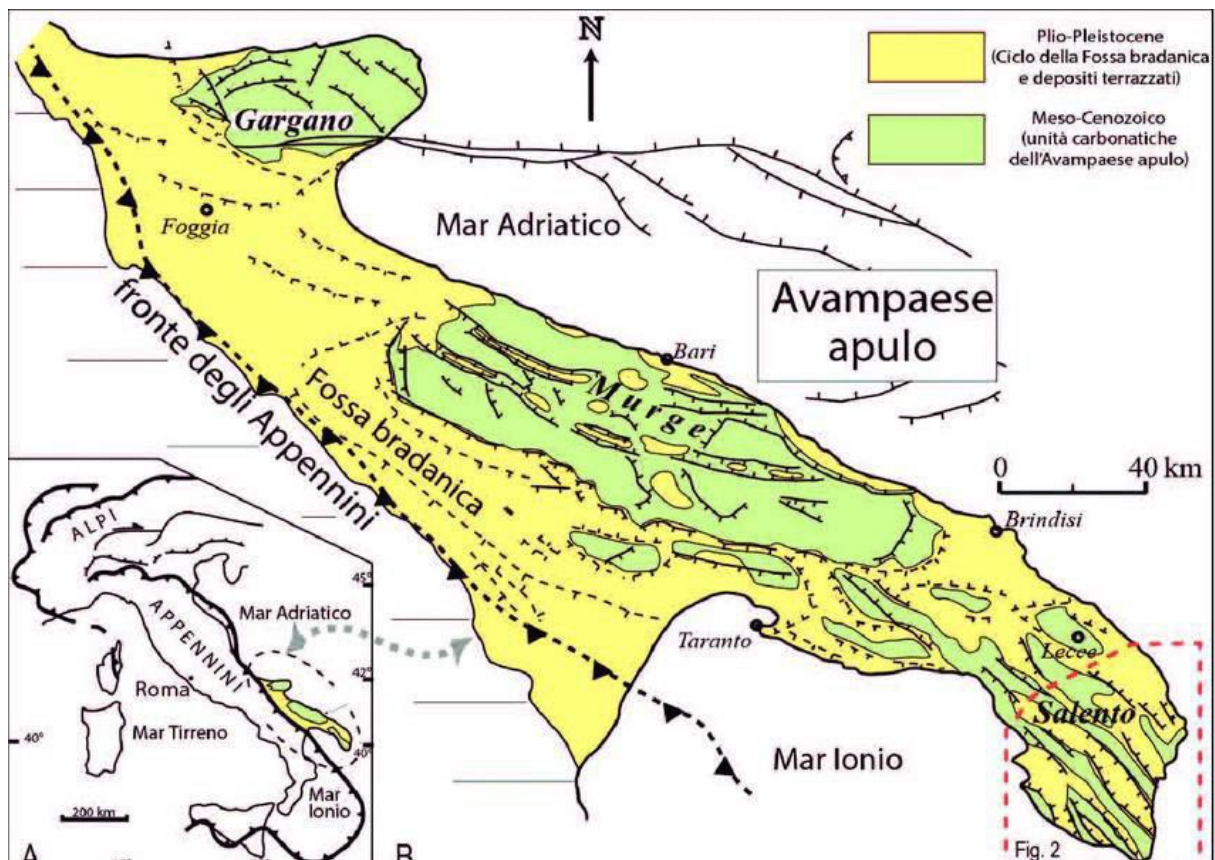 N
Plio-Pleistocene
(Ciclo della Fossa bradanica
e depositi terrazzati)
Meso-Cenozoico
(unità carbonatiche
dell'Avampaese apulo)
Gargano
Foggia
Mar Adriatico
Avampaese
apulo
Bari
Murge
fronte degli Appennini
Fossa bradanica
0 40 km
Brindisi
Taranto
Lecce
Salento
Mar Ionio
Fig. 2
B
ALPI
APPENNINI
Mar Adriatico
45°
42°
40°
40°
Roma
Mar Tirreno
Mar
Ionio
200 km
A